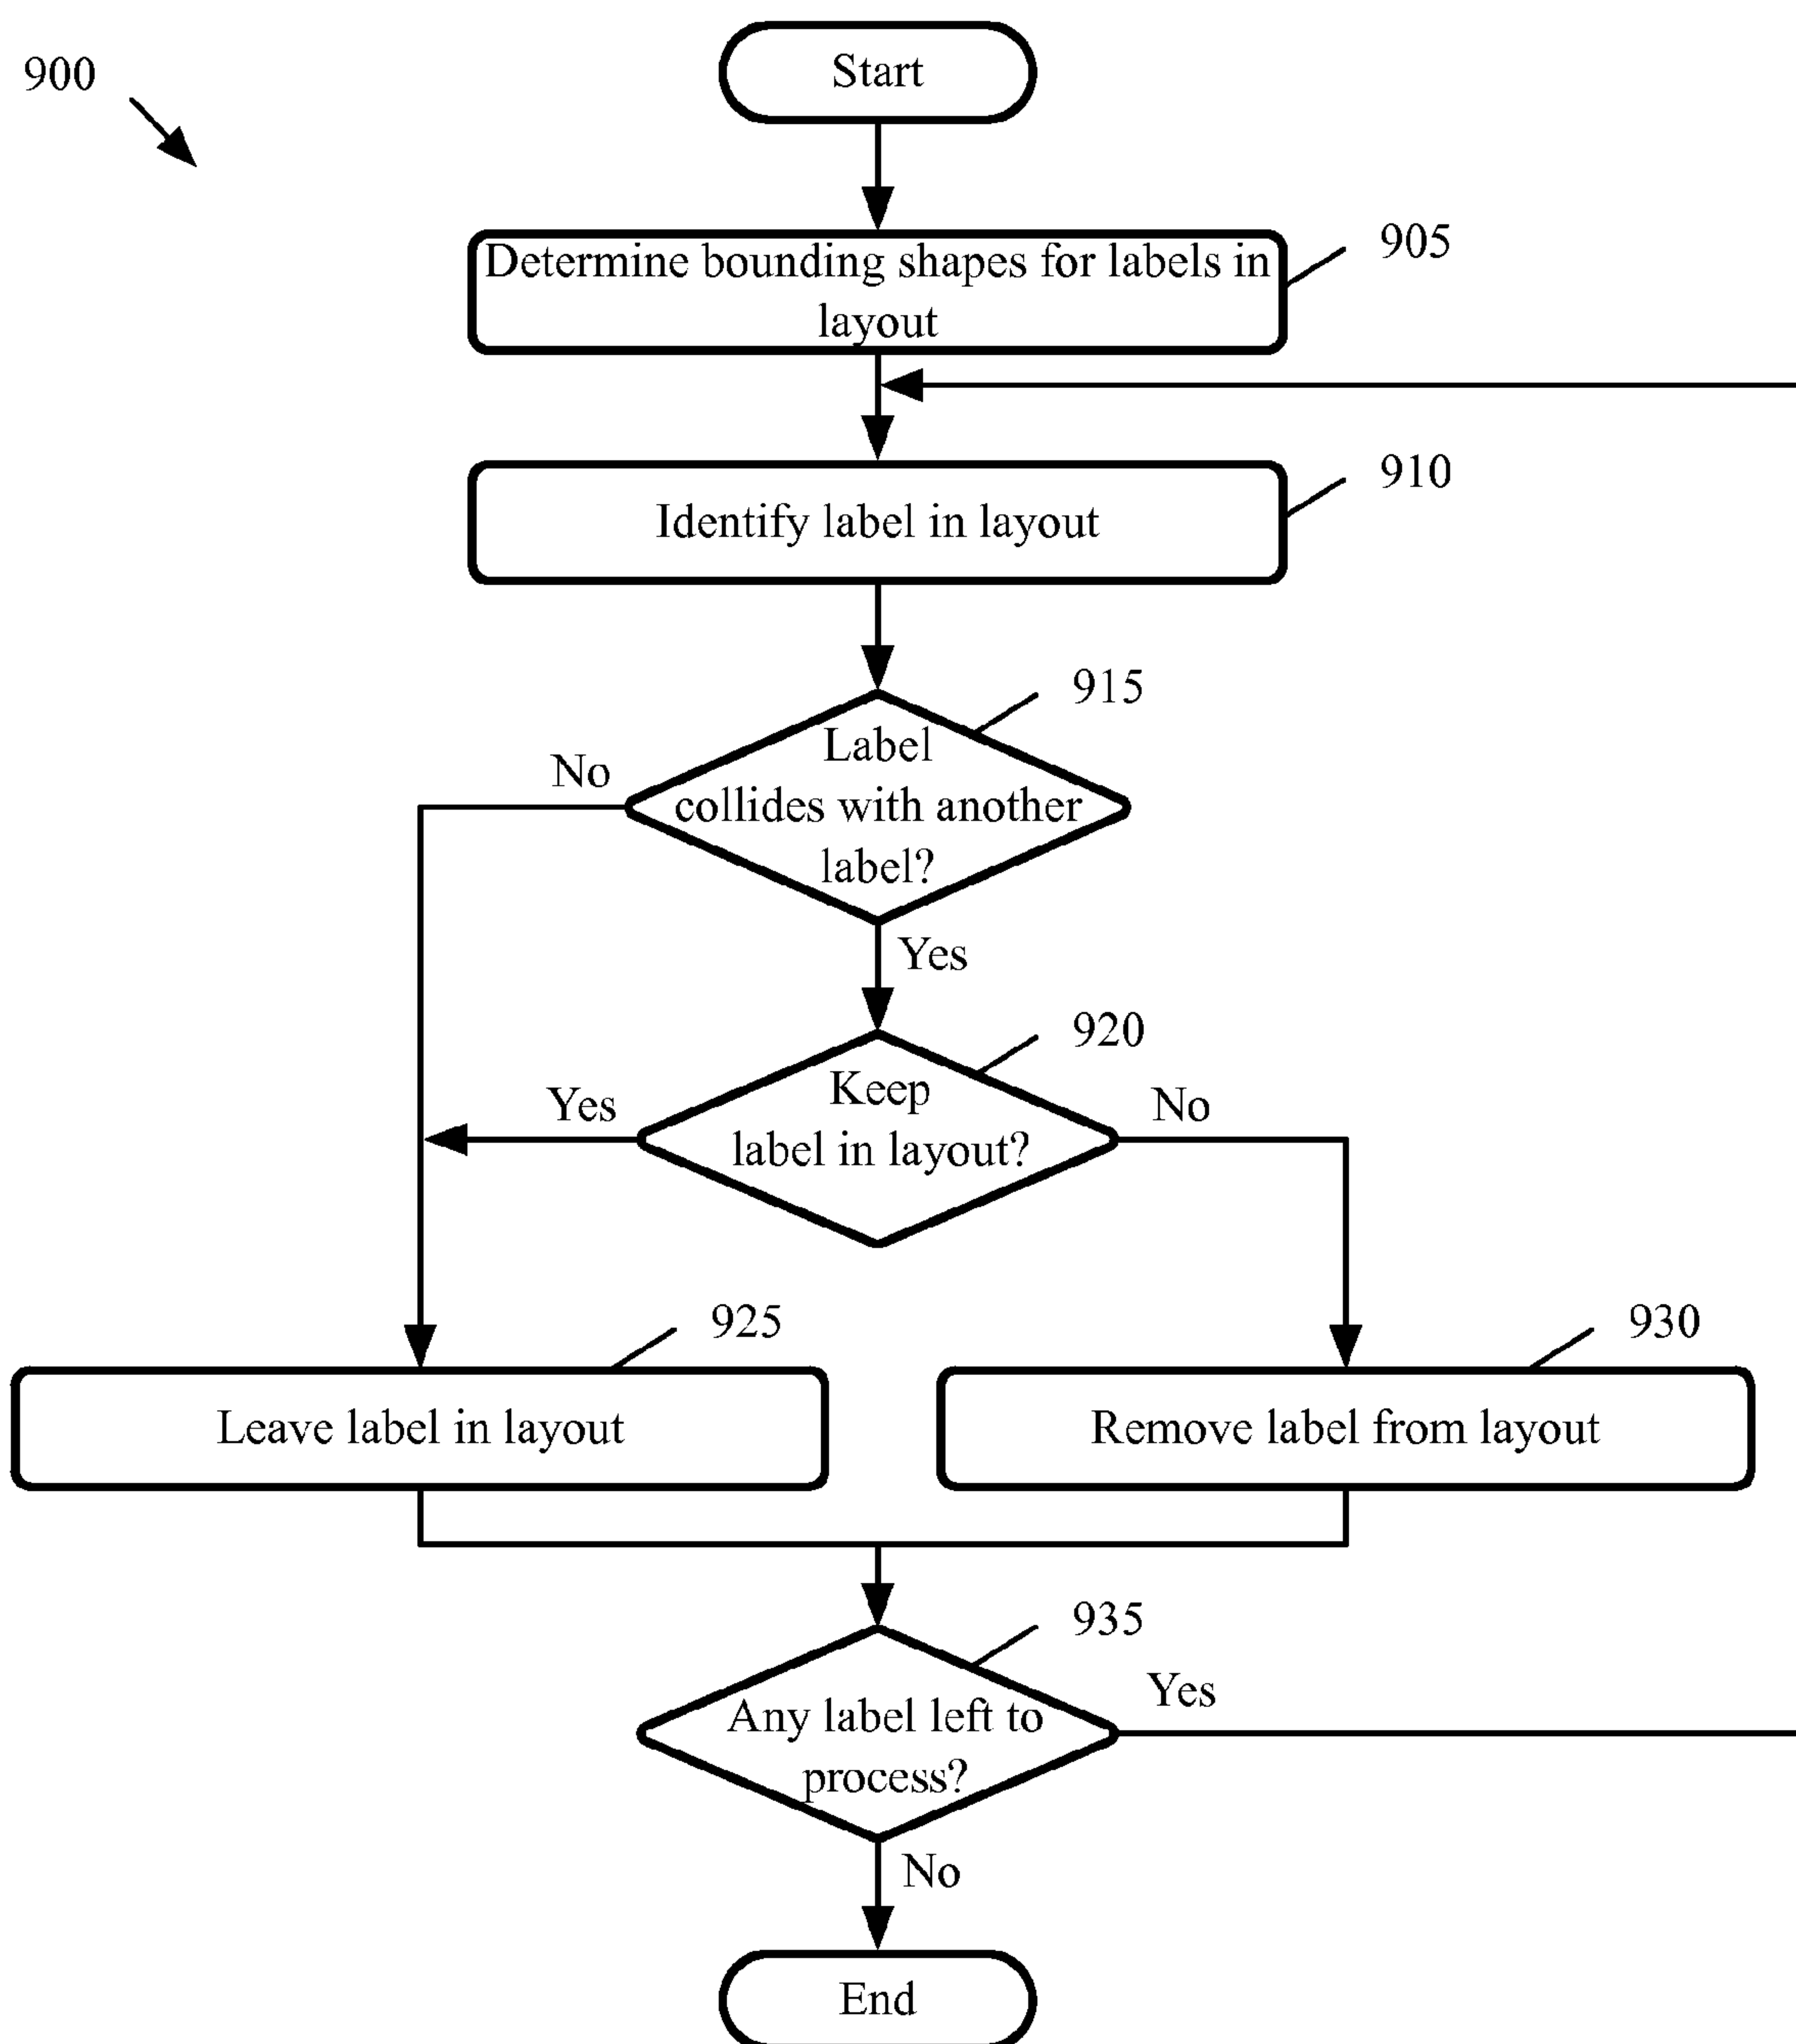 900
Start
Determine bounding shapes for labels in
layout
905
Identify label in layout
910
Label
collides with another
label?
915
No
Yes
Keep
label in layout?
920
Yes
No
Leave label in layout
925
Remove label from layout
930
Any label left to
process?
935
Yes
No
End